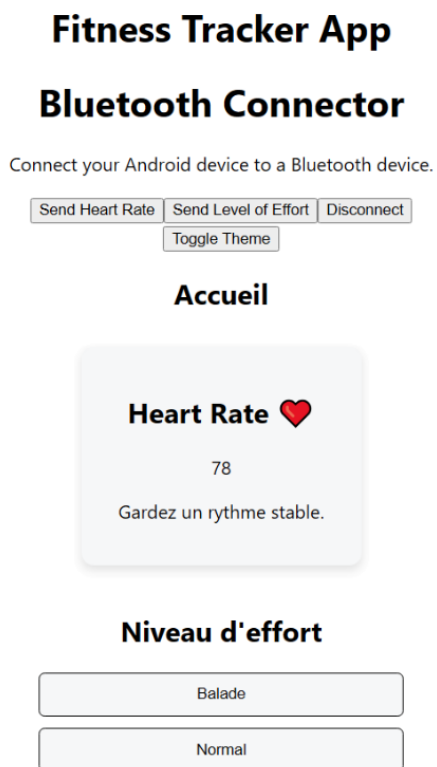 Fitness Tracker App
Bluetooth Connector
Connect your Android device to a Bluetooth device.
Send Heart Rate Send Level of Effort Disconnect
Toggle Theme
Accueil
Heart Rate ❤️
78
Gardez un rythme stable.
Niveau d'effort
Balade
Normal